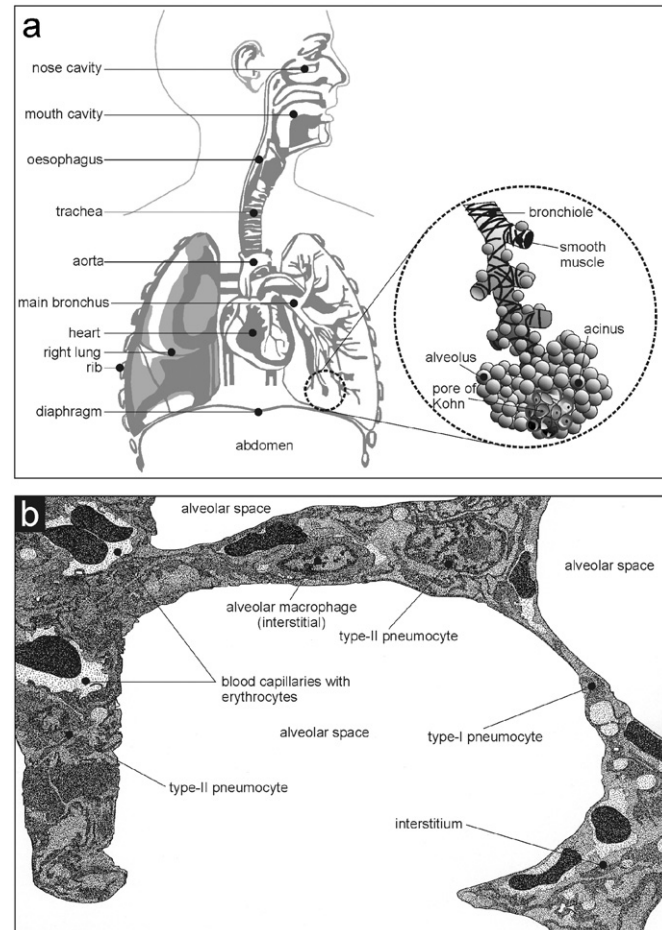 a
nose cavity
mouth cavity
oesophagus
trachea
aorta
main bronchus
heart
right lung
rib
diaphragm
abdomen
bronchiole
smooth
muscle
acinus
alveolus
pore of
Kohn
b
alveolar space
alveolar space
alveolar macrophage
(interstitial)
type-II pneumocyte
blood capillaries with
erythrocytes
alveolar space
type-I pneumocyte
type-II pneumocyte
interstitium